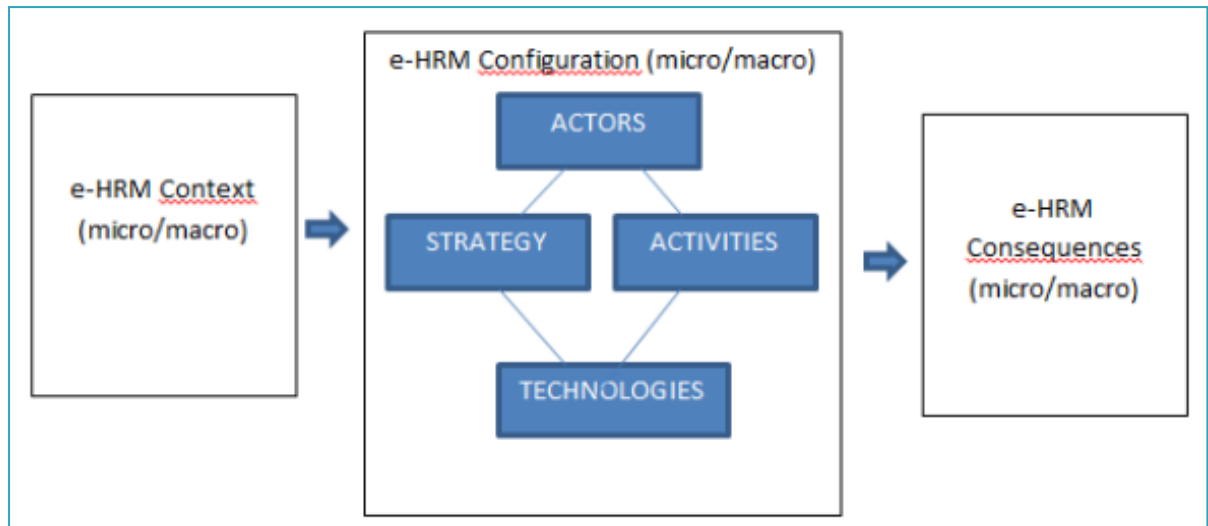 e-HRM Context
(micro/macro)
e-HRM Configuration (micro/macro)
ACTORS
STRATEGY
ACTIVITIES
TECHNOLOGIES
e-HRM
Consequences
(micro/macro)